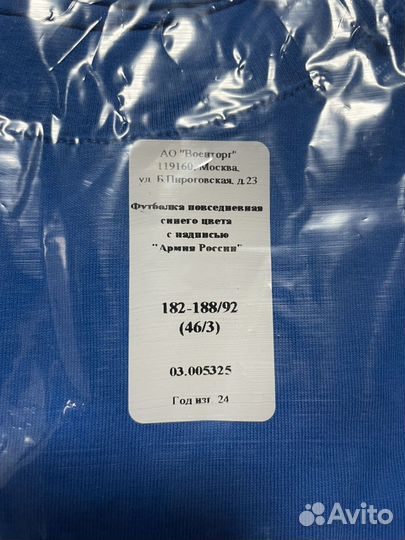 АО "Военторг"
119160, Москва,
ул. Б.Пироговская, д.23
Футболка повседневная
синего цвета
с надписью
"Армия России"
182-188/92
(46/3)
03.005325
Год изг. 24
Avito